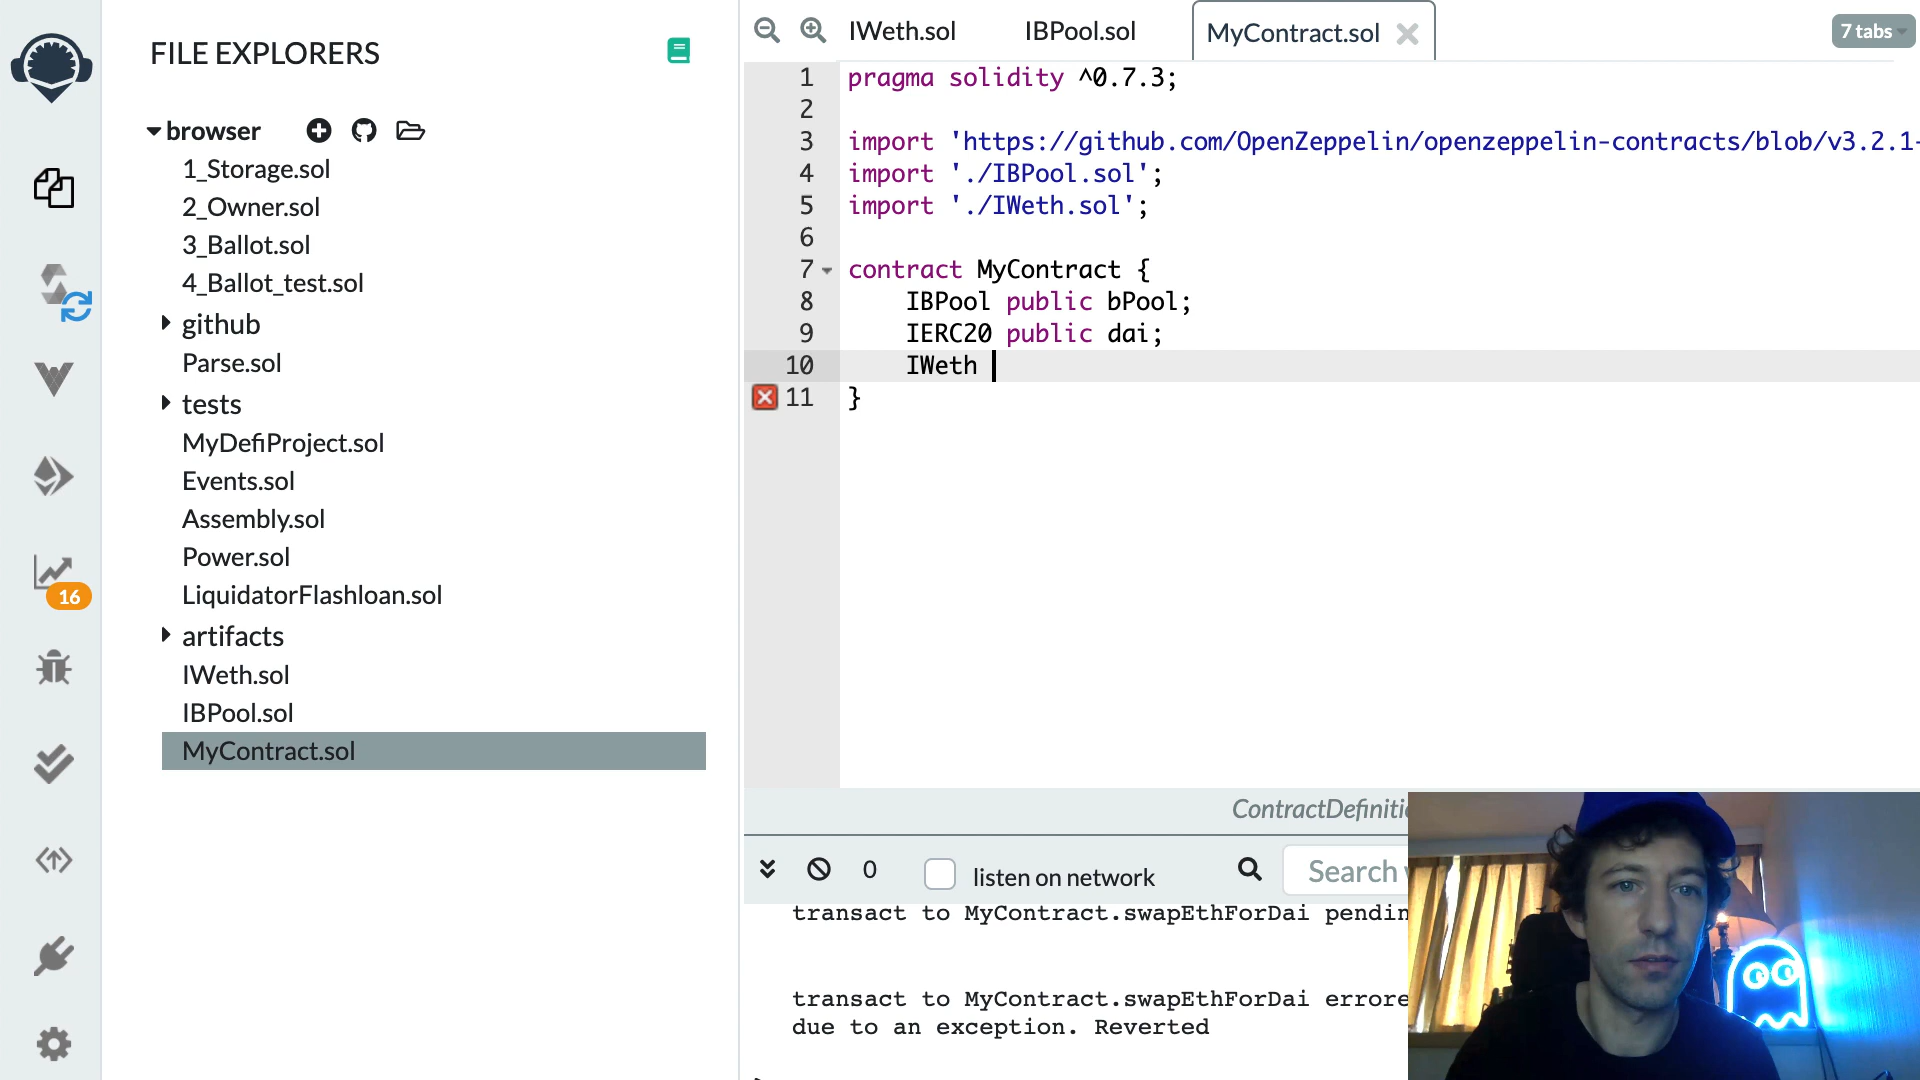 FILE EXPLORERS
browser
1_Storage.sol
2_Owner.sol
3_Ballot.sol
4_Ballot_test.sol
github
Parse.sol
tests
MyDefiProject.sol
Events.sol
Assembly.sol
Power.sol
LiquidatorFlashloan.sol
artifacts
IWeth.sol
IBPool.sol
MyContract.sol
16
IWeth.sol IBPool.sol MyContract.sol
7 tabs
1 pragma solidity ^0.7.3;
2
3 import 'https://github.com/OpenZeppelin/openzeppelin-contracts/blob/v3.2.1-
4 import './IBPool.sol';
5 import './IWeth.sol';
6
7 contract MyContract {
8 IBPool public bPool;
9 IERC20 public dai;
10 IWeth
11 }
ContractDefinitio
0 listen on network Search
transact to MyContract.swapEthForDai pendin
transact to MyContract.swapEthForDai errore
due to an exception. Reverted